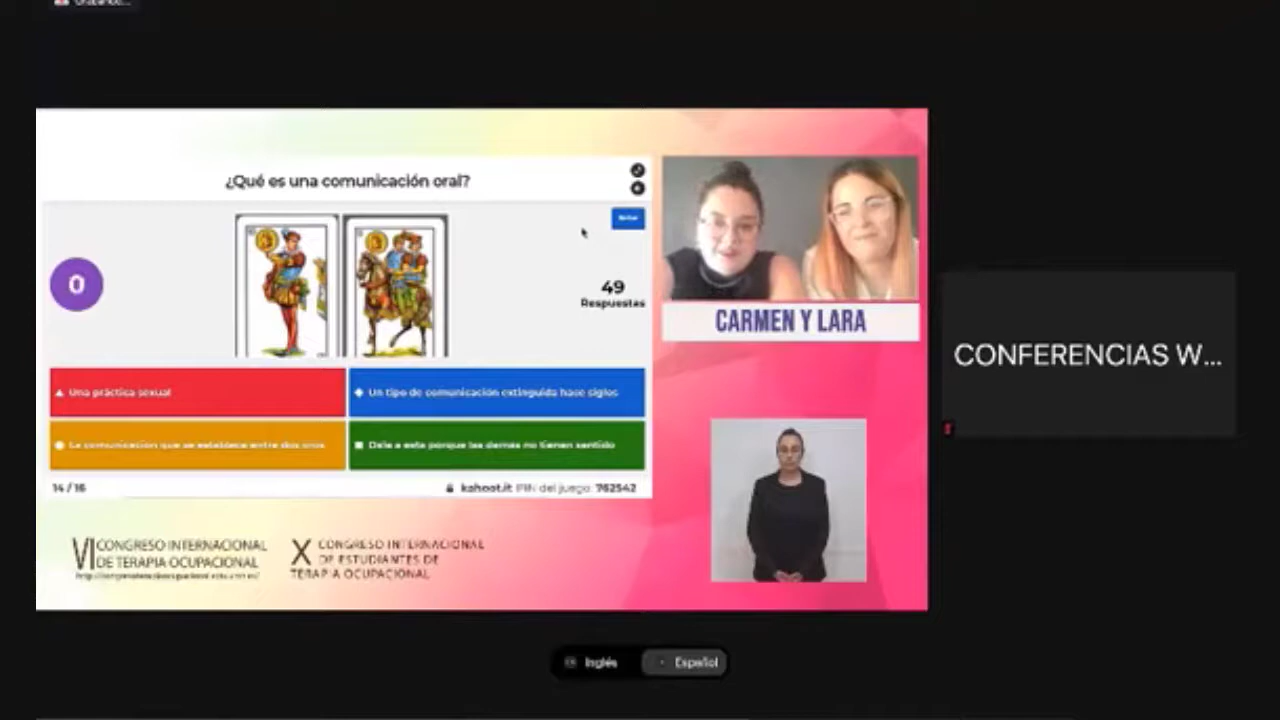 Grabando...
¿Qué es una comunicación oral?
0
49
Respuestas
Una práctica sexual
Un tipo de comunicación extinguida hace siglos
La comunicación que se establece entre dos oros
Dale a esta porque las demás no tienen sentido
14 / 16
kahoot.it PIN del juego: 762542
CARMEN Y LARA
CONFERENCIAS W...
VI CONGRESO INTERNACIONAL
DE TERAPIA OCUPACIONAL
X CONGRESO INTERNACIONAL
DE ESTUDIANTES DE
TERAPIA OCUPACIONAL
Inglés
Español